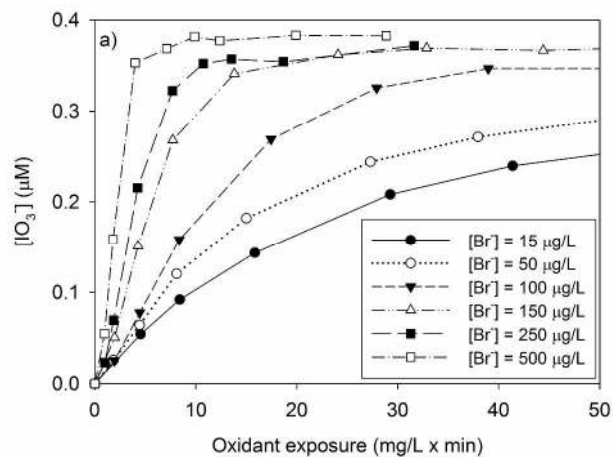 a)
0.4
0.3
0.2
0.1
0.0
[IO₃⁻] (μM)
0 10 20 30 40 50
Oxidant exposure (mg/L x min)
[Br⁻] = 15 μg/L
[Br⁻] = 50 μg/L
[Br⁻] = 100 μg/L
[Br⁻] = 150 μg/L
[Br⁻] = 250 μg/L
[Br⁻] = 500 μg/L